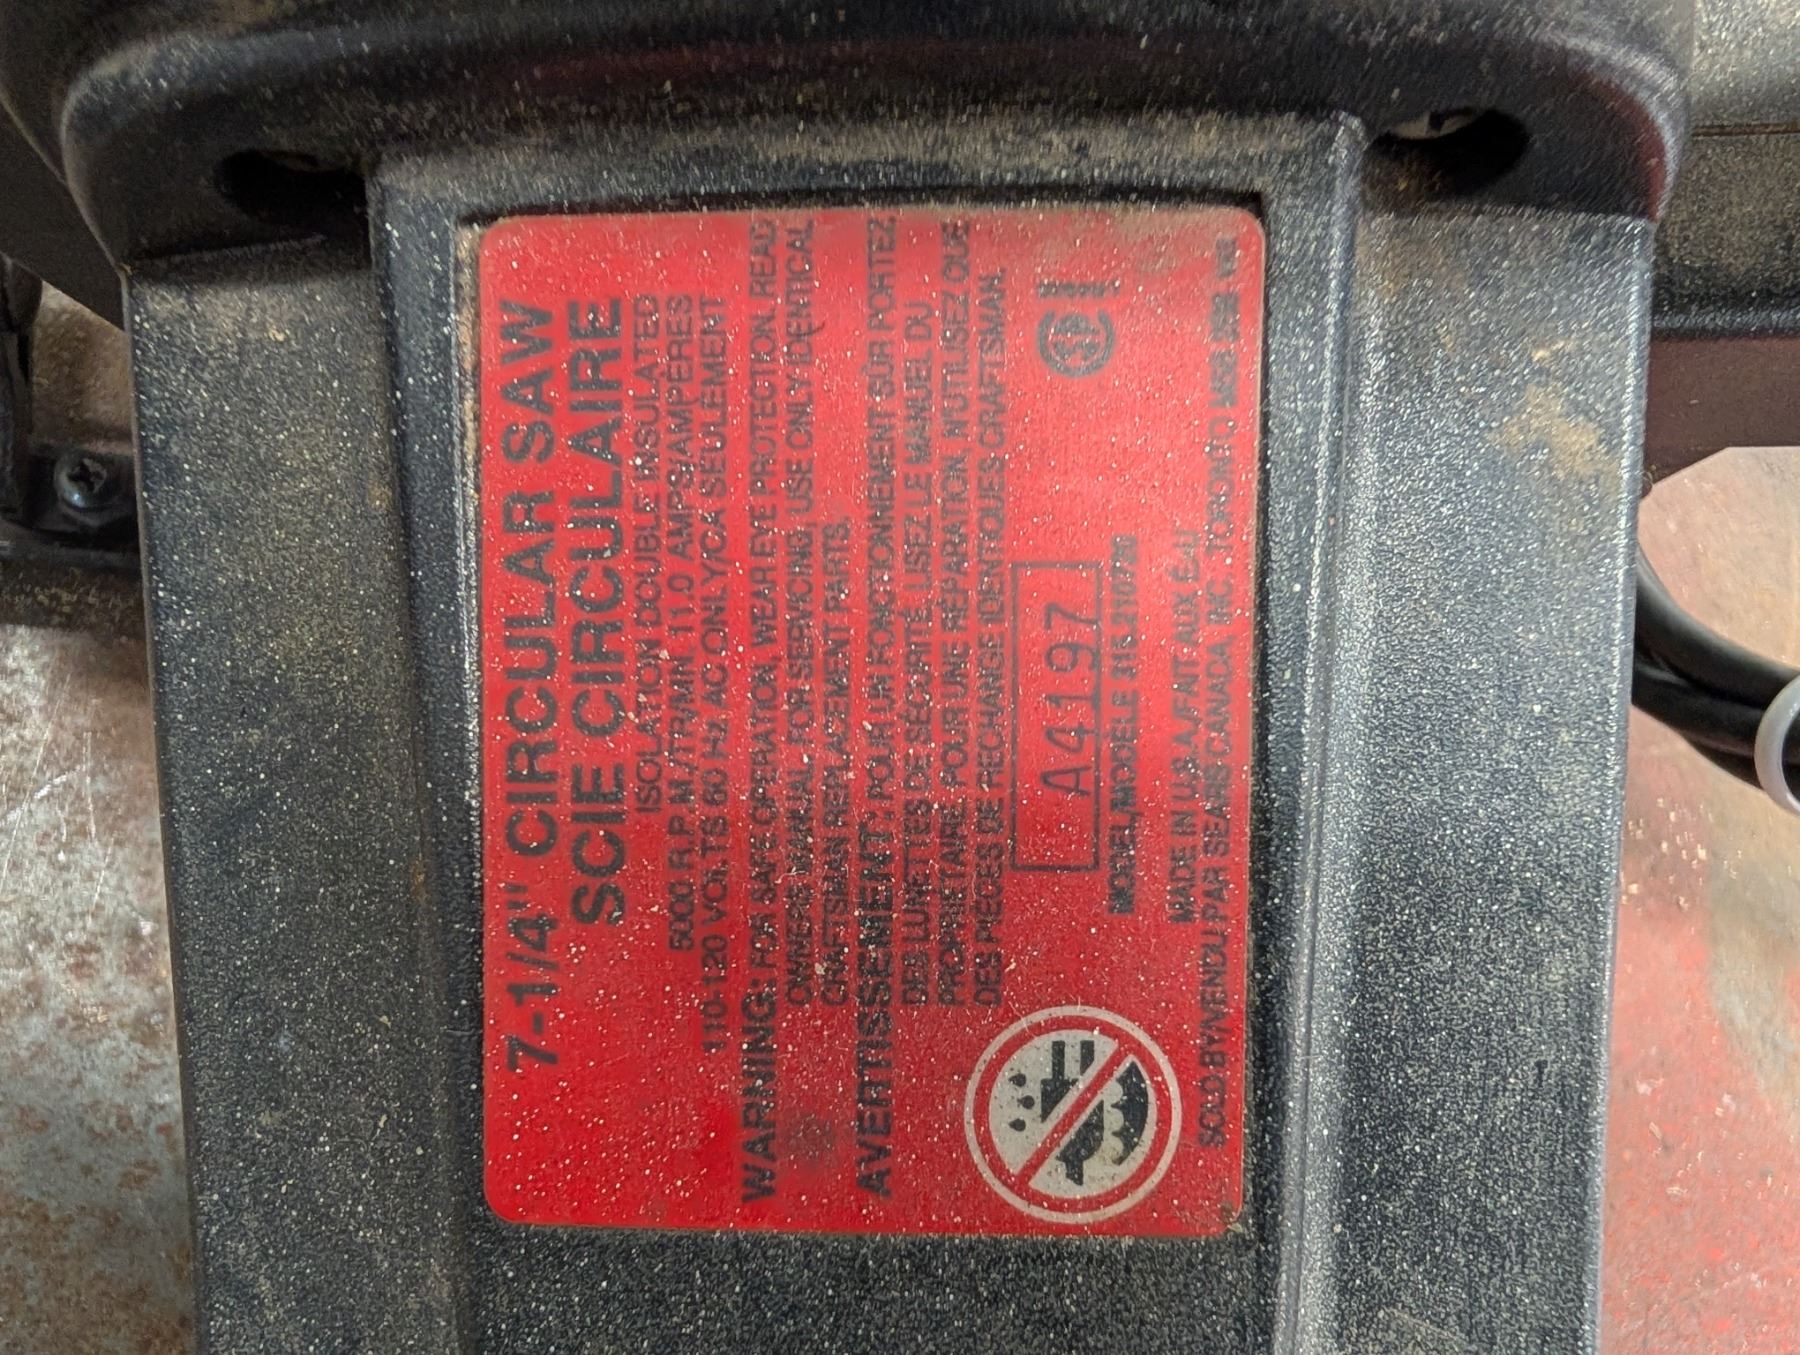 7-1/4" CIRCULAR SAW
SCIE CIRCULAIRE
ISOLATION DOUBLE INSULATED
5000 R.P.M./TR/MIN 11.0 AMPS/AMPERES
110-120 VOLTS 60 Hz AC ONLY/CA SEULEMENT
WARNING: FOR SAFE OPERATION, WEAR EYE PROTECTION, READ
OWNERS MANUAL, FOR SERVICING, USE ONLY IDENTICAL
CRAFTSMAN REPLACEMENT PARTS.
AVERTISSEMENT: POUR UN FONCTIONNEMENT SÛR PORTEZ
DES LUNETTES DE SÉCURITÉ, LISEZ LE MANUEL DU
PROPRIÉTAIRE, POUR UNE RÉPARATION, N'UTILISEZ QUE
DES PIÈCES DE RECHANGE IDENTIQUES CRAFTSMAN.
A4197
MODEL/MODELE 315.210720
MADE IN U.S.A./FAIT AUX É-U
SOLD BY/VENDU PAR SEARS CANADA, INC. TORONTO